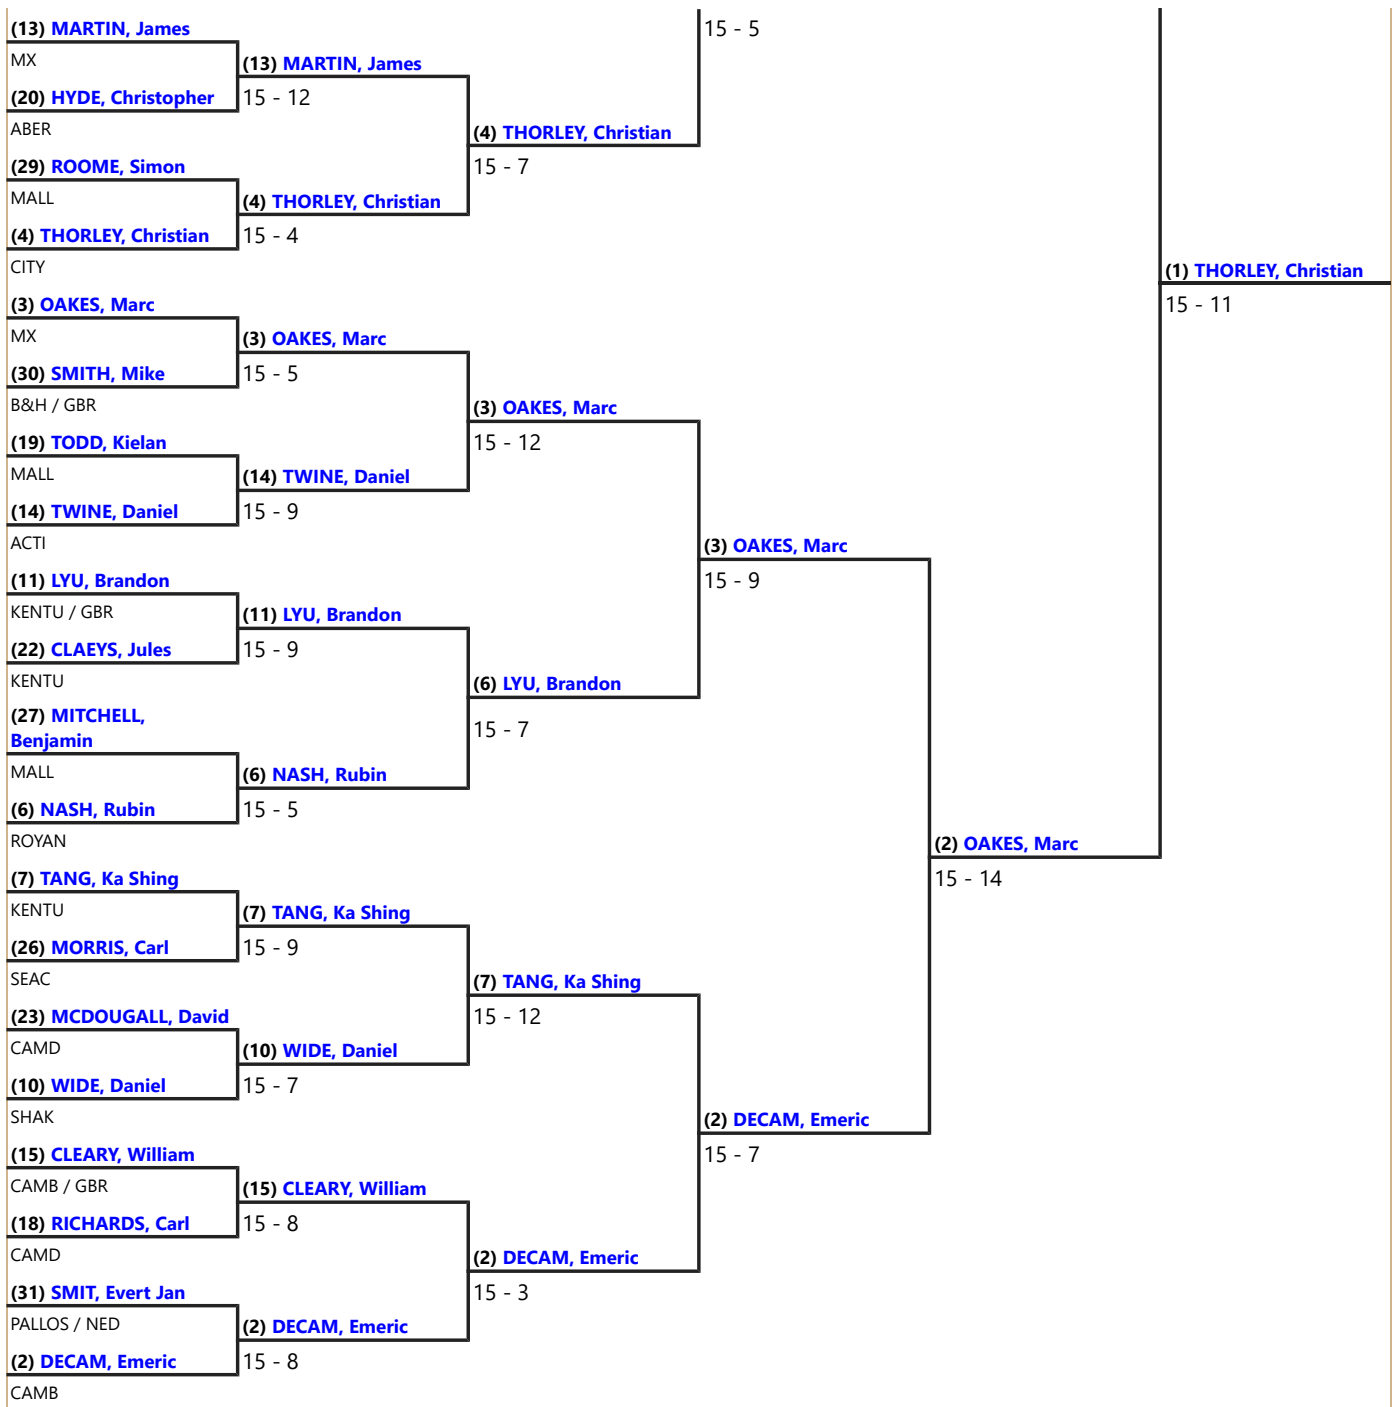 (13) MARTIN, James
MX
(20) HYDE, Christopher
ABER
(29) ROOME, Simon
MALL
(4) THORLEY, Christian
CITY
(3) OAKES, Marc
MX
(30) SMITH, Mike
B&H / GBR
(19) TODD, Kielan
MALL
(14) TWINE, Daniel
ACTI
(11) LYU, Brandon
KENTU / GBR
(22) CLAEYS, Jules
KENTU
(27) MITCHELL,
Benjamin
MALL
(6) NASH, Rubin
ROYAN
(7) TANG, Ka Shing
KENTU
(26) MORRIS, Carl
SEAC
(23) MCDOUGALL, David
CAMD
(10) WIDE, Daniel
SHAK
(15) CLEARY, William
CAMB / GBR
(18) RICHARDS, Carl
CAMD
(31) SMIT, Evert Jan
PALLOS / NED
(2) DECAM, Emeric
CAMB
(13) MARTIN, James
15 - 12
(4) THORLEY, Christian
15 - 4
(3) OAKES, Marc
15 - 5
(14) TWINE, Daniel
15 - 9
(11) LYU, Brandon
15 - 9
(6) NASH, Rubin
15 - 5
(7) TANG, Ka Shing
15 - 9
(10) WIDE, Daniel
15 - 7
(15) CLEARY, William
15 - 8
(2) DECAM, Emeric
15 - 8
(4) THORLEY, Christian
15 - 7
(3) OAKES, Marc
15 - 12
(6) LYU, Brandon
15 - 7
(7) TANG, Ka Shing
15 - 12
(2) DECAM, Emeric
15 - 3
15 - 5
(3) OAKES, Marc
15 - 9
(2) DECAM, Emeric
15 - 7
(2) OAKES, Marc
15 - 14
(1) THORLEY, Christian
15 - 11